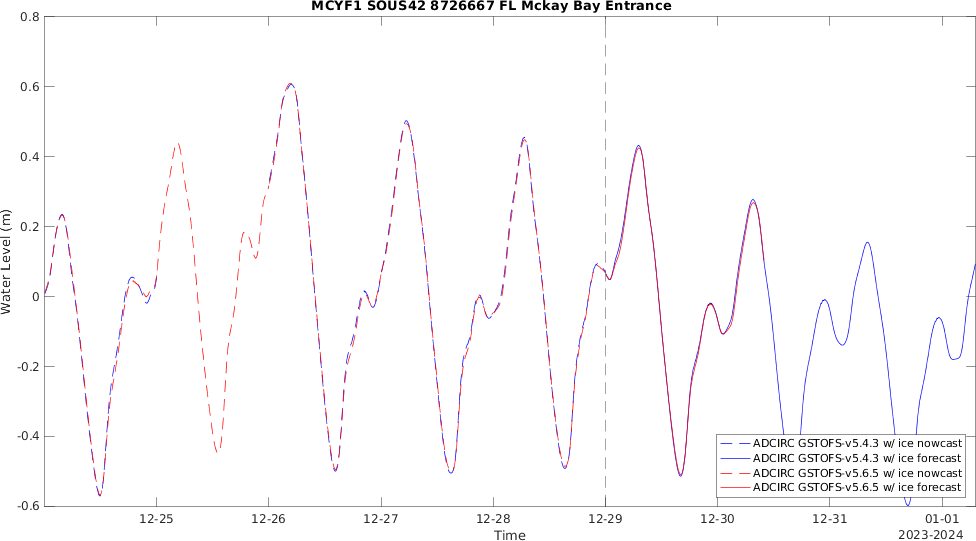 MCYF1 SOUS42 8726667 FL Mckay Bay Entrance
Water Level (m)
0.8
0.6
0.4
0.2
0
-0.2
-0.4
-0.6
ADCIRC GSTOFS-v5.4.3 w/ ice nowcast
ADCIRC GSTOFS-v5.4.3 w/ ice forecast
ADCIRC GSTOFS-v5.6.5 w/ ice nowcast
ADCIRC GSTOFS-v5.6.5 w/ ice forecast
12-25 12-26 12-27 12-28 12-29 12-30 12-31 01-01
Time
2023-2024